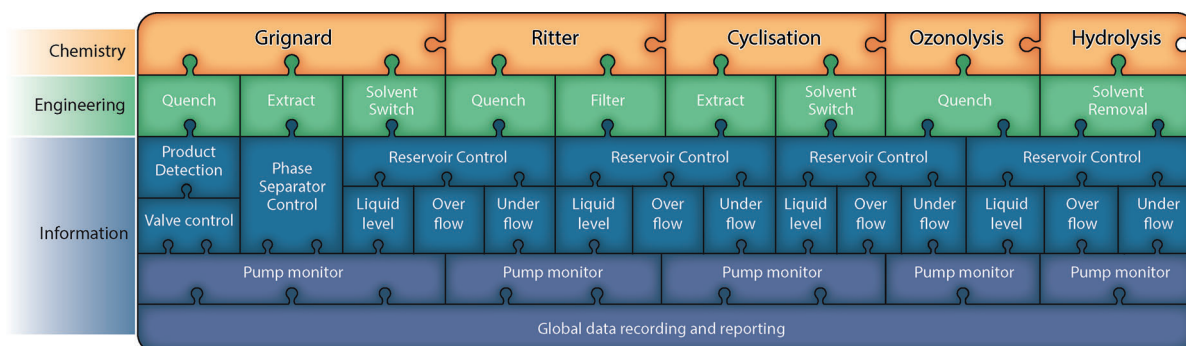 Chemistry
Grignard
Ritter
Cyclisation
Ozonolysis
Hydrolysis
Engineering
Quench
Extract
Solvent
Switch
Quench
Filter
Extract
Solvent
Switch
Quench
Solvent
Removal
Information
Product
Detection
Phase
Separator
Control
Reservoir Control
Reservoir Control
Reservoir Control
Reservoir Control
Valve control
Liquid
level
Over
flow
Under
flow
Liquid
level
Over
flow
Under
flow
Liquid
level
Over
flow
Under
flow
Liquid
level
Over
flow
Under
flow
Pump monitor
Pump monitor
Pump monitor
Pump monitor
Pump monitor
Global data recording and reporting